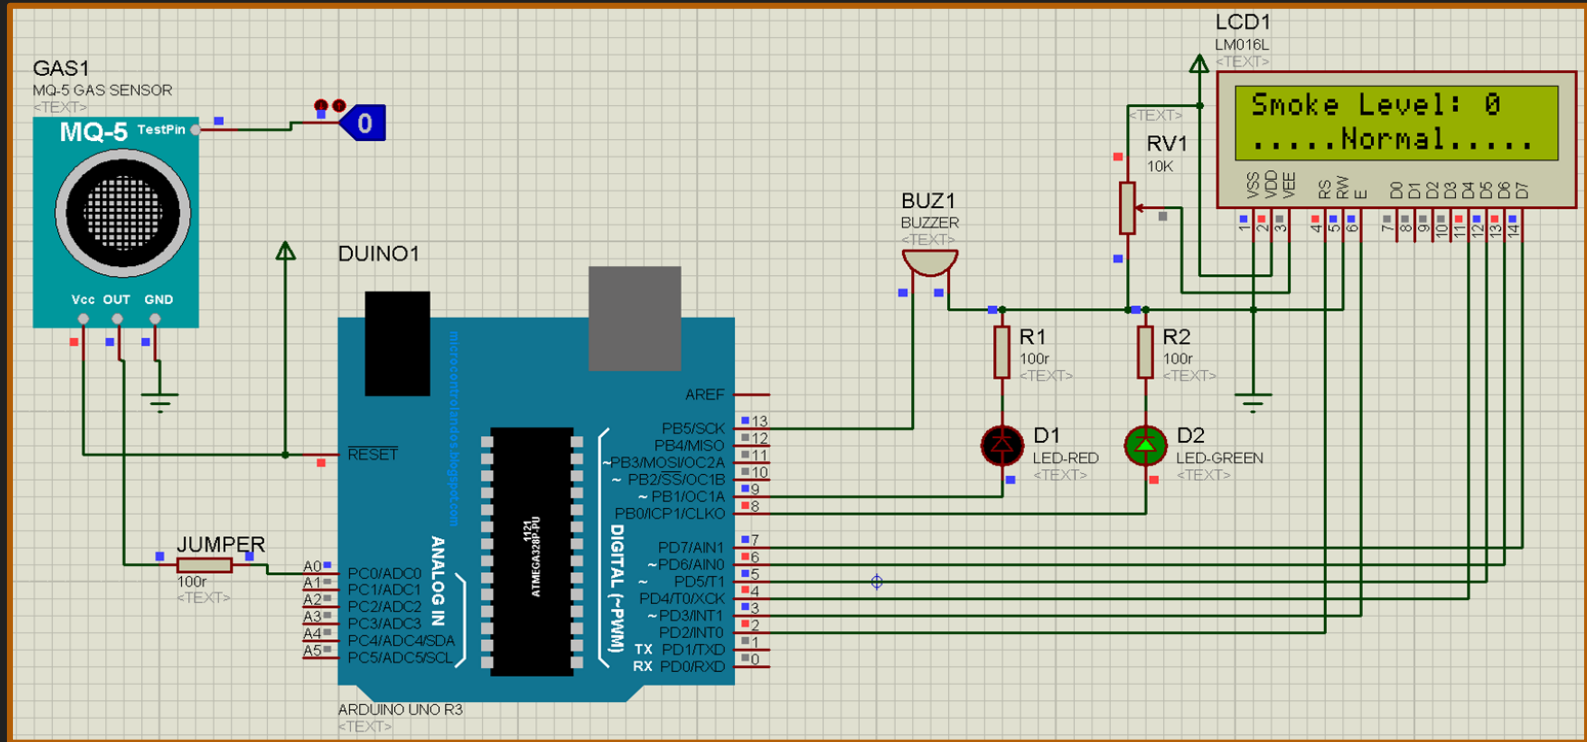 GAS1
MQ-5 GAS SENSOR
<TEXT>
MQ-5 TestPin
0
Vcc OUT GND
DUINO1
microcontrolandos.blogspot.com
RESET
AREF
PB5/SCK 13
PB4/MISO 12
~PB3/MOSI/OC2A 11
~ PB2/SS/OC1B 10
~ PB1/OC1A 9
PB0/ICP1/CLKO 8
PD7/AIN1 7
~PD6/AIN0 6
~ PD5/T1 5
PD4/T0/XCK 4
~PD3/INT1 3
PD2/INT0 2
TX PD1/TXD 1
RX PD0/RXD 0
DIGITAL (~PWM)
1121
ATMEGA328P-PU
ANALOG IN
A0 PC0/ADC0
A1 PC1/ADC1
A2 PC2/ADC2
A3 PC3/ADC3
A4 PC4/ADC4/SDA
A5 PC5/ADC5/SCL
ARDUINO UNO R3
<TEXT>
JUMPER
100r
<TEXT>
BUZ1
BUZZER
<TEXT>
R1
100r
<TEXT>
D1
LED-RED
<TEXT>
R2
100r
<TEXT>
D2
LED-GREEN
<TEXT>
<TEXT>
RV1
10K
LCD1
LM016L
<TEXT>
Smoke Level: 0
.....Normal.....
VSS VDD VEE RS RW E D0 D1 D2 D3 D4 D5 D6 D7
1 2 3 4 5 6 7 8 9 10 11 12 13 14